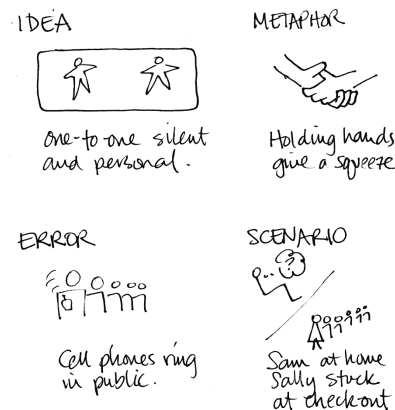 IDEA
one-to-one silent
and personal.
METAPHOR
Holding hands
give a squeeze
ERROR
Cell phones ring
in public.
SCENARIO
Sam at home
Sally stuck
at check-out